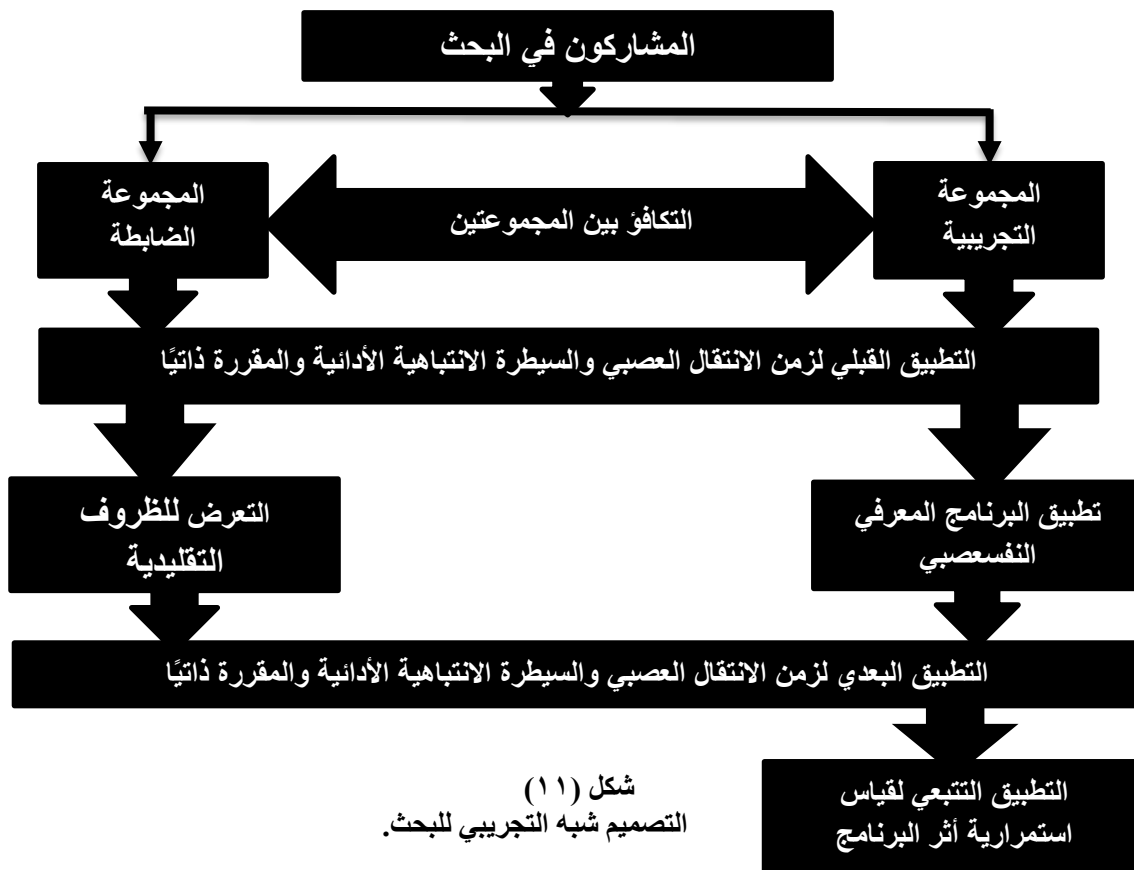 المشاركون في البحث
المجموعة
التجريبية
التكافؤ بين المجموعتين
المجموعة
الضابطة
التطبيق القبلي لزمن الانتقال العصبي والسيطرة الانتباهية الأدائية والمقررة ذاتيًا
تطبيق البرنامج المعرفي
النفسعصبي
التعرض للظروف
التقليدية
التطبيق البعدي لزمن الانتقال العصبي والسيطرة الانتباهية الأدائية والمقررة ذاتيًا
التطبيق التتبعي لقياس
استمرارية أثر البرنامج
شكل (١١)
التصميم شبه التجريبي للبحث.